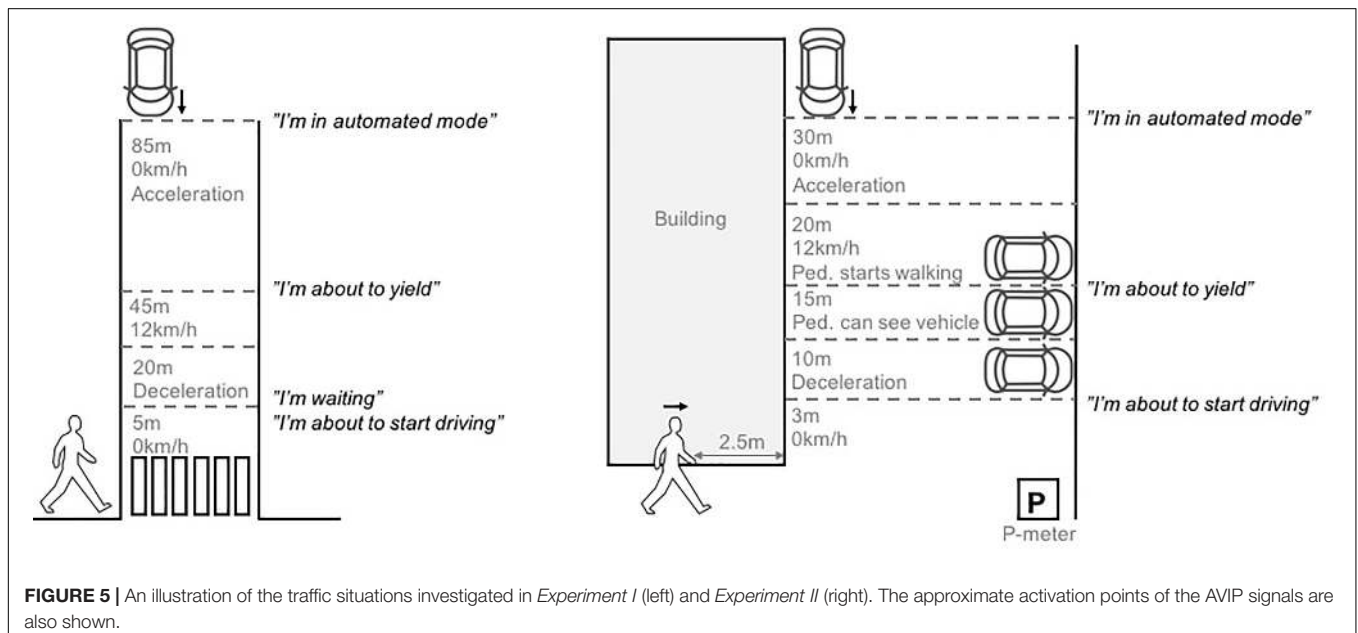 "I'm in automated mode"
85m
0km/h
Acceleration
"I'm about to yield"
45m
12km/h
20m
Deceleration
"I'm waiting"
"I'm about to start driving"
5m
0km/h
Building
2.5m
"I'm in automated mode"
30m
0km/h
Acceleration
20m
12km/h
Ped. starts walking
"I'm about to yield"
15m
Ped. can see vehicle
10m
Deceleration
"I'm about to start driving"
3m
0km/h
P
P-meter
FIGURE 5 | An illustration of the traffic situations investigated in Experiment I (left) and Experiment II (right). The approximate activation points of the AVIP signals are
also shown.